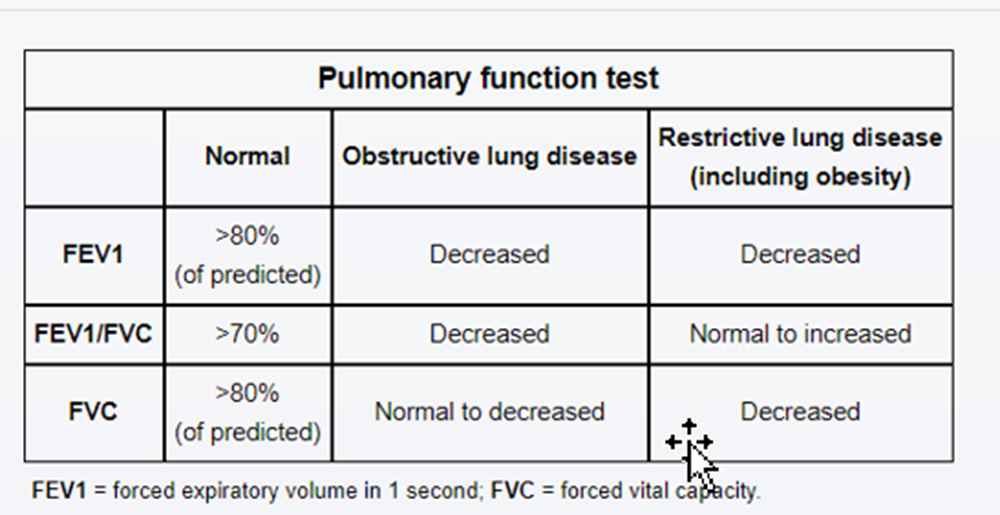 Pulmonary function test
Normal
Obstructive lung disease
Restrictive lung disease
(including obesity)
FEV1
>80%
(of predicted)
Decreased
Decreased
FEV1/FVC
>70%
Decreased
Normal to increased
FVC
>80%
(of predicted)
Normal to decreased
Decreased
FEV1 = forced expiratory volume in 1 second; FVC = forced vital capacity.